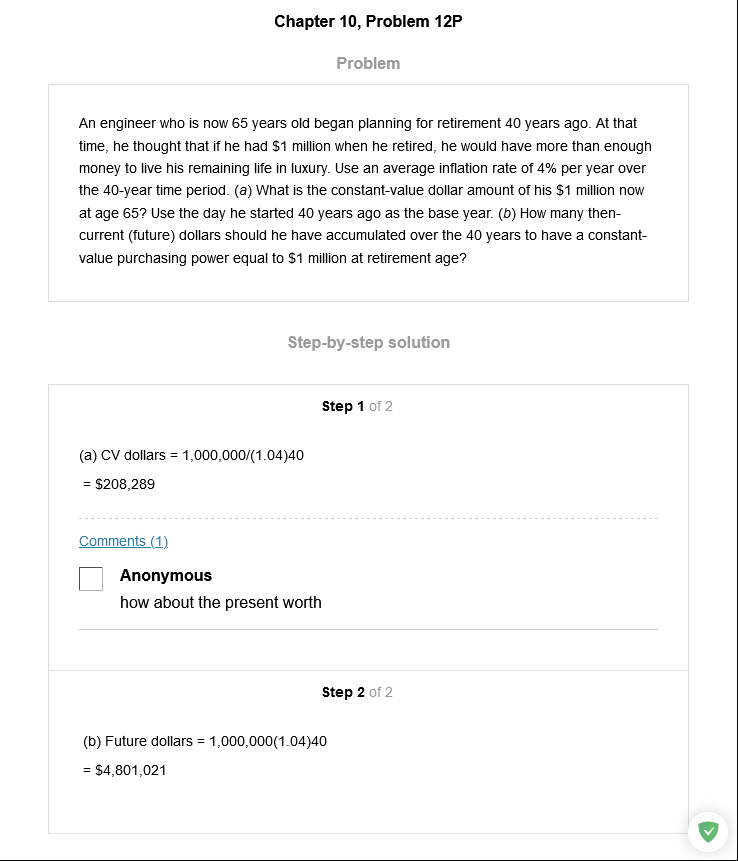 Chapter 10, Problem 12P
Problem
An engineer who is now 65 years old began planning for retirement 40 years ago. At that
time, he thought that if he had $1 million when he retired, he would have more than enough
money to live his remaining life in luxury. Use an average inflation rate of 4% per year over
the 40-year time period. (a) What is the constant-value dollar amount of his $1 million now
at age 65? Use the day he started 40 years ago as the base year. (b) How many then-
current (future) dollars should he have accumulated over the 40 years to have a constant-
value purchasing power equal to $1 million at retirement age?
Step-by-step solution
Step 1 of 2
(a) CV dollars = 1,000,000/(1.04)40
= $208,289
Comments (1)
Anonymous
how about the present worth
Step 2 of 2
(b) Future dollars = 1,000,000(1.04)40
= $4,801,021